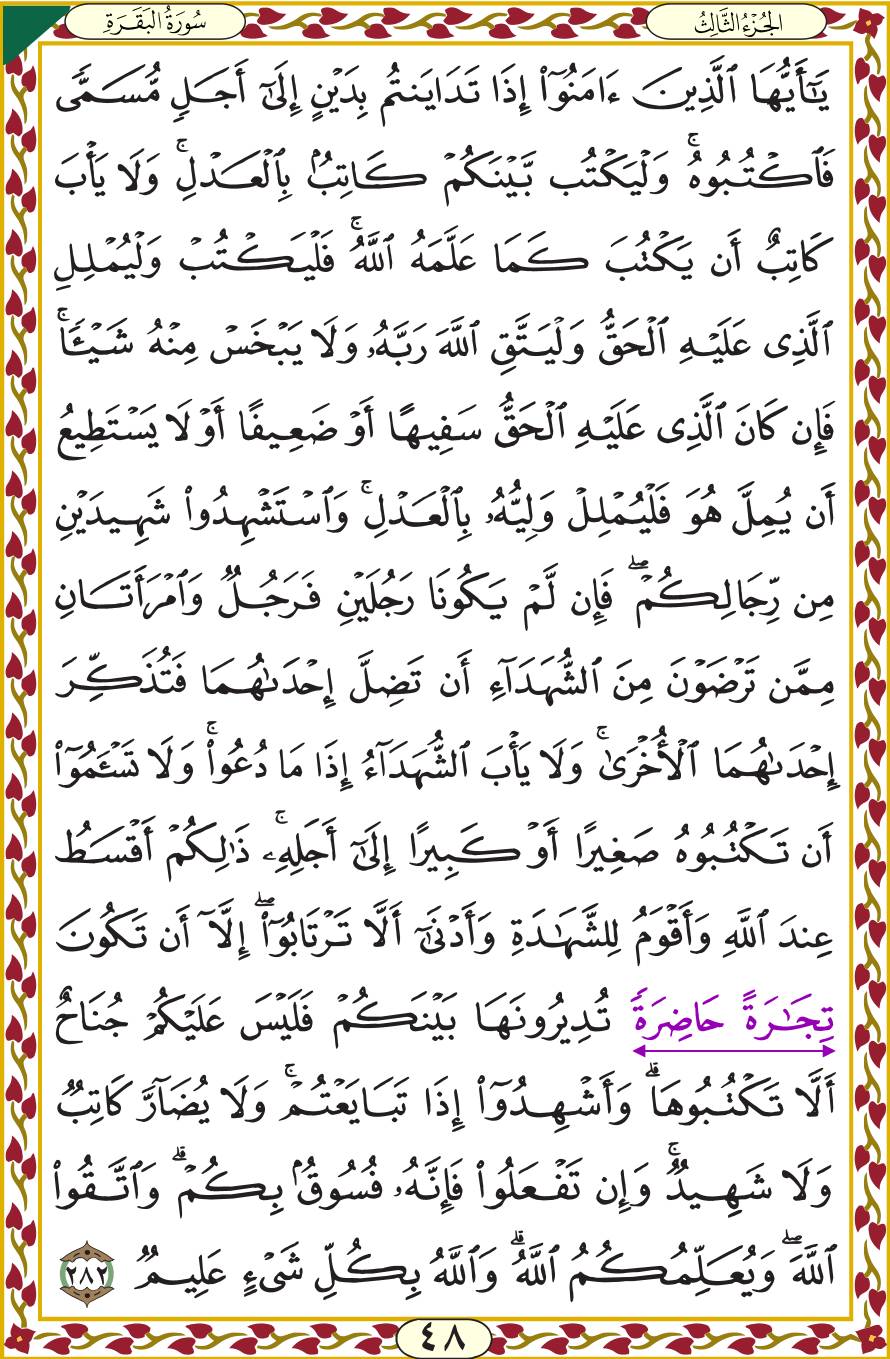 الجُزْءُ الثَّالِثُ
سُورَةُ البَقَرَةِ
يَٰٓأَيُّهَا ٱلَّذِينَ ءَامَنُوٓا۟ إِذَا تَدَايَنتُم بِدَيْنٍ إِلَىٰٓ أَجَلٍ مُّسَمًّى
فَٱكْتُبُوهُ ۚ وَلْيَكْتُب بَّيْنَكُمْ كَاتِبٌۢ بِٱلْعَدْلِ ۚ وَلَا يَأْبَ
كَاتِبٌ أَن يَكْتُبَ كَمَا عَلَّمَهُ ٱللَّهُ ۚ فَلْيَكْتُبْ وَلْيُمْلِلِ
ٱلَّذِى عَلَيْهِ ٱلْحَقُّ وَلْيَتَّقِ ٱللَّهَ رَبَّهُۥ وَلَا يَبْخَسْ مِنْهُ شَيْـًٔا ۚ
فَإِن كَانَ ٱلَّذِى عَلَيْهِ ٱلْحَقُّ سَفِيهًا أَوْ ضَعِيفًا أَوْ لَا يَسْتَطِيعُ
أَن يُمِلَّ هُوَ فَلْيُمْلِلْ وَلِيُّهُۥ بِٱلْعَدْلِ ۚ وَٱسْتَشْهِدُوا۟ شَهِيدَيْنِ
مِن رِّجَالِكُمْ ۖ فَإِن لَّمْ يَكُونَا رَجُلَيْنِ فَرَجُلٌ وَٱمْرَأَتَانِ
مِمَّن تَرْضَوْنَ مِنَ ٱلشُّهَدَآءِ أَن تَضِلَّ إِحْدَىٰهُمَا فَتُذَكِّرَ
إِحْدَىٰهُمَا ٱلْأُخْرَىٰ ۚ وَلَا يَأْبَ ٱلشُّهَدَآءُ إِذَا مَا دُعُوا۟ ۚ وَلَا تَسْـَٔمُوٓا۟
أَن تَكْتُبُوهُ صَغِيرًا أَوْ كَبِيرًا إِلَىٰٓ أَجَلِهِۦ ۚ ذَٰلِكُمْ أَقْسَطُ
عِندَ ٱللَّهِ وَأَقْوَمُ لِلشَّهَٰدَةِ وَأَدْنَىٰٓ أَلَّا تَرْتَابُوٓا۟ ۖ إِلَّآ أَن تَكُونَ
تِجَٰرَةً حَاضِرَةً تُدِيرُونَهَا بَيْنَكُمْ فَلَيْسَ عَلَيْكُمْ جُنَاحٌ
أَلَّا تَكْتُبُوهَا ۗ وَأَشْهِدُوٓا۟ إِذَا تَبَايَعْتُمْ ۚ وَلَا يُضَآرَّ كَاتِبٌ
وَلَا شَهِيدٌ ۚ وَإِن تَفْعَلُوا۟ فَإِنَّهُۥ فُسُوقٌۢ بِكُمْ ۗ وَٱتَّقُوا۟
ٱللَّهَ ۖ وَيُعَلِّمُكُمُ ٱللَّهُ ۗ وَٱللَّهُ بِكُلِّ شَىْءٍ عَلِيمٌ ٢٨٢
٤٨